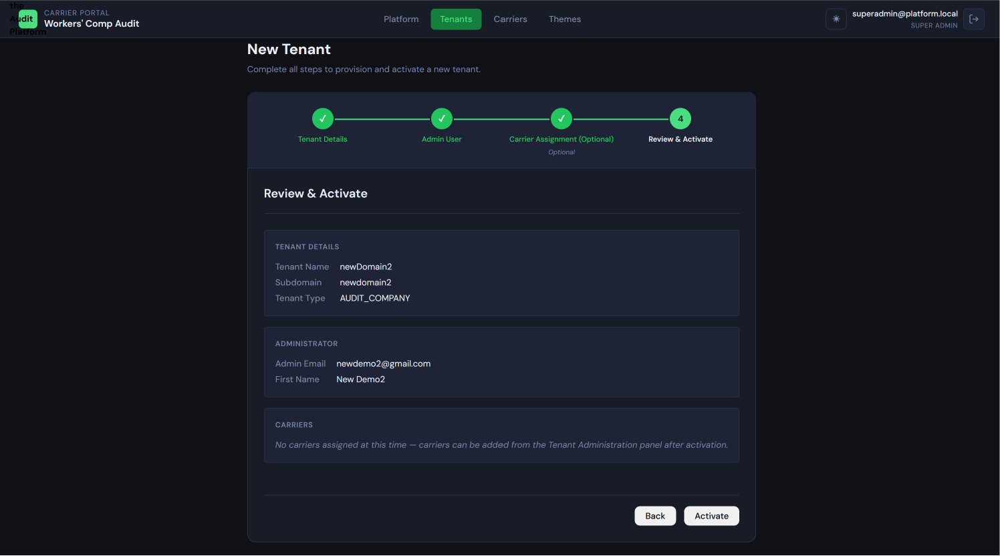 the
Audit
Platform
CARRIER PORTAL
Workers' Comp Audit
Platform
Tenants
Carriers
Themes
superadmin@platform.local
SUPER ADMIN
New Tenant
Complete all steps to provision and activate a new tenant.
✓
✓
✓
4
Tenant Details
Admin User
Carrier Assignment (Optional)
Review & Activate
Optional
Review & Activate
TENANT DETAILS
Tenant Name newDomain2
Subdomain newdomain2
Tenant Type AUDIT_COMPANY
ADMINISTRATOR
Admin Email newdemo2@gmail.com
First Name New Demo2
CARRIERS
No carriers assigned at this time — carriers can be added from the Tenant Administration panel after activation.
Back
Activate